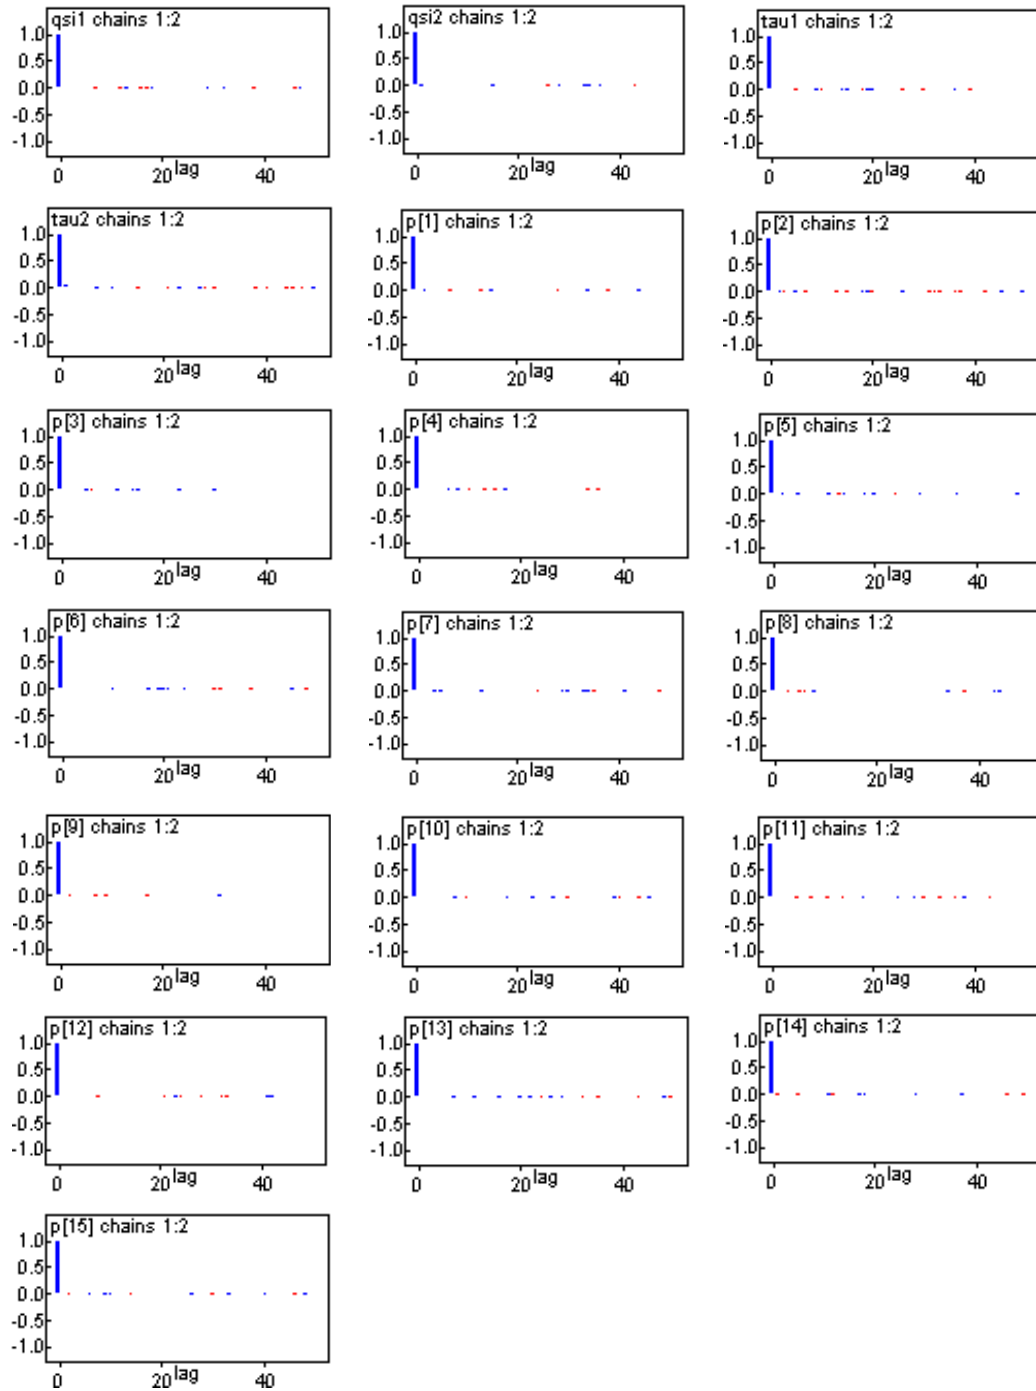 qsi1 chains 1:2
1.0
0.5
0.0
-0.5
-1.0
0 20 lag 40
qsi2 chains 1:2
1.0
0.5
0.0
-0.5
-1.0
0 20 lag 40
tau1 chains 1:2
1.0
0.5
0.0
-0.5
-1.0
0 20 lag 40
tau2 chains 1:2
1.0
0.5
0.0
-0.5
-1.0
0 20 lag 40
p[1] chains 1:2
1.0
0.5
0.0
-0.5
-1.0
0 20 lag 40
p[2] chains 1:2
1.0
0.5
0.0
-0.5
-1.0
0 20 lag 40
p[3] chains 1:2
1.0
0.5
0.0
-0.5
-1.0
0 20 lag 40
p[4] chains 1:2
1.0
0.5
0.0
-0.5
-1.0
0 20 lag 40
p[5] chains 1:2
1.0
0.5
0.0
-0.5
-1.0
0 20 lag 40
p[6] chains 1:2
1.0
0.5
0.0
-0.5
-1.0
0 20 lag 40
p[7] chains 1:2
1.0
0.5
0.0
-0.5
-1.0
0 20 lag 40
p[8] chains 1:2
1.0
0.5
0.0
-0.5
-1.0
0 20 lag 40
p[9] chains 1:2
1.0
0.5
0.0
-0.5
-1.0
0 20 lag 40
p[10] chains 1:2
1.0
0.5
0.0
-0.5
-1.0
0 20 lag 40
p[11] chains 1:2
1.0
0.5
0.0
-0.5
-1.0
0 20 lag 40
p[12] chains 1:2
1.0
0.5
0.0
-0.5
-1.0
0 20 lag 40
p[13] chains 1:2
1.0
0.5
0.0
-0.5
-1.0
0 20 lag 40
p[14] chains 1:2
1.0
0.5
0.0
-0.5
-1.0
0 20 lag 40
p[15] chains 1:2
1.0
0.5
0.0
-0.5
-1.0
0 20 lag 40